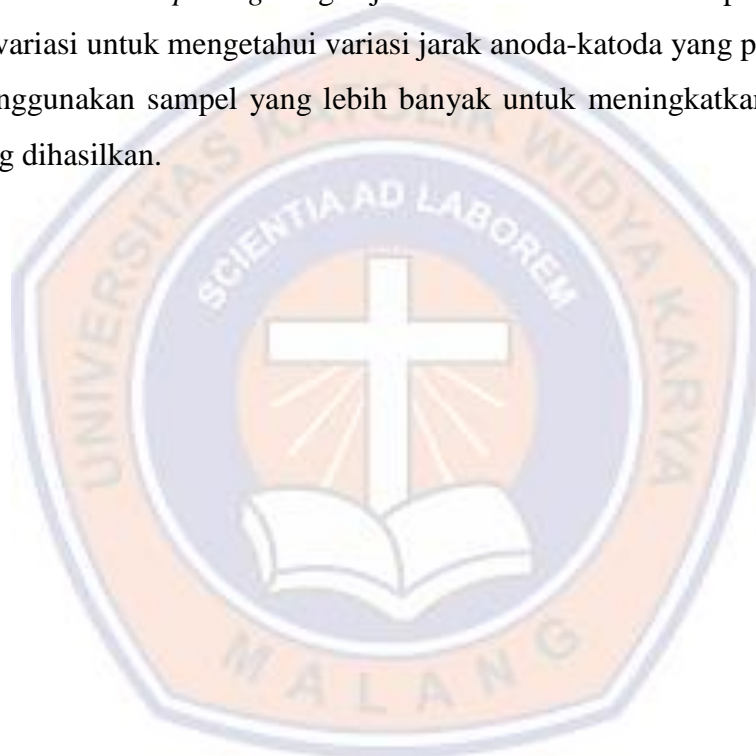 variasi untuk mengetahui variasi jarak anoda-katoda yang
nggunakan sampel yang lebih banyak untuk meningkatkan
g dihasilkan.
UNIVERSITAS KATOLIK WIDYA KARYA
SCIENTIA AD LABOREM
MALANG